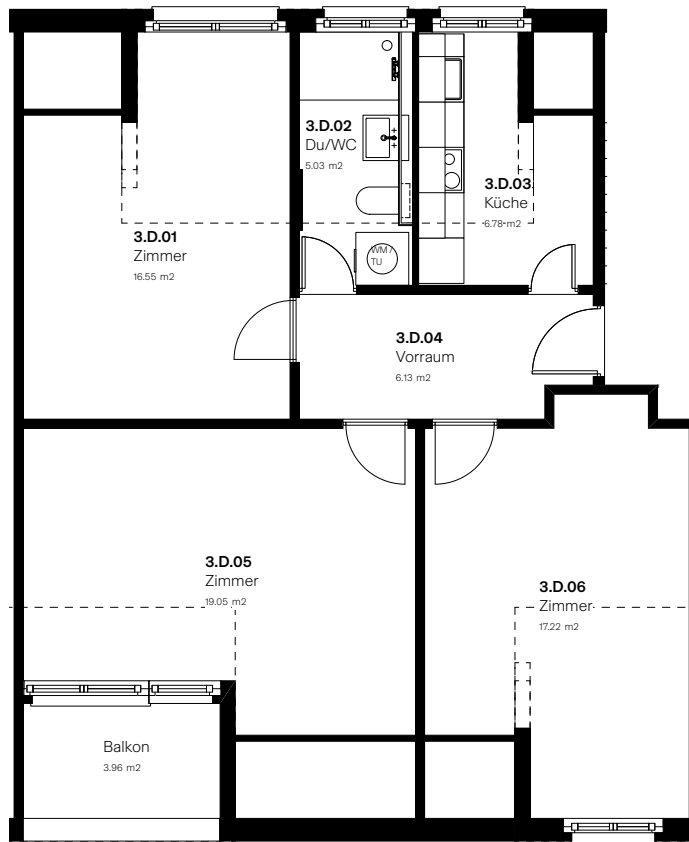 3.D.02
Du/WC
5.03 m2
3.D.03
Küche
6.78 m2
3.D.01
Zimmer
16.55 m2
WM /
TU
3.D.04
Vorraum
6.13 m2
3.D.05
Zimmer
19.05 m2
3.D.06
Zimmer
17.22 m2
Balkon
3.96 m2